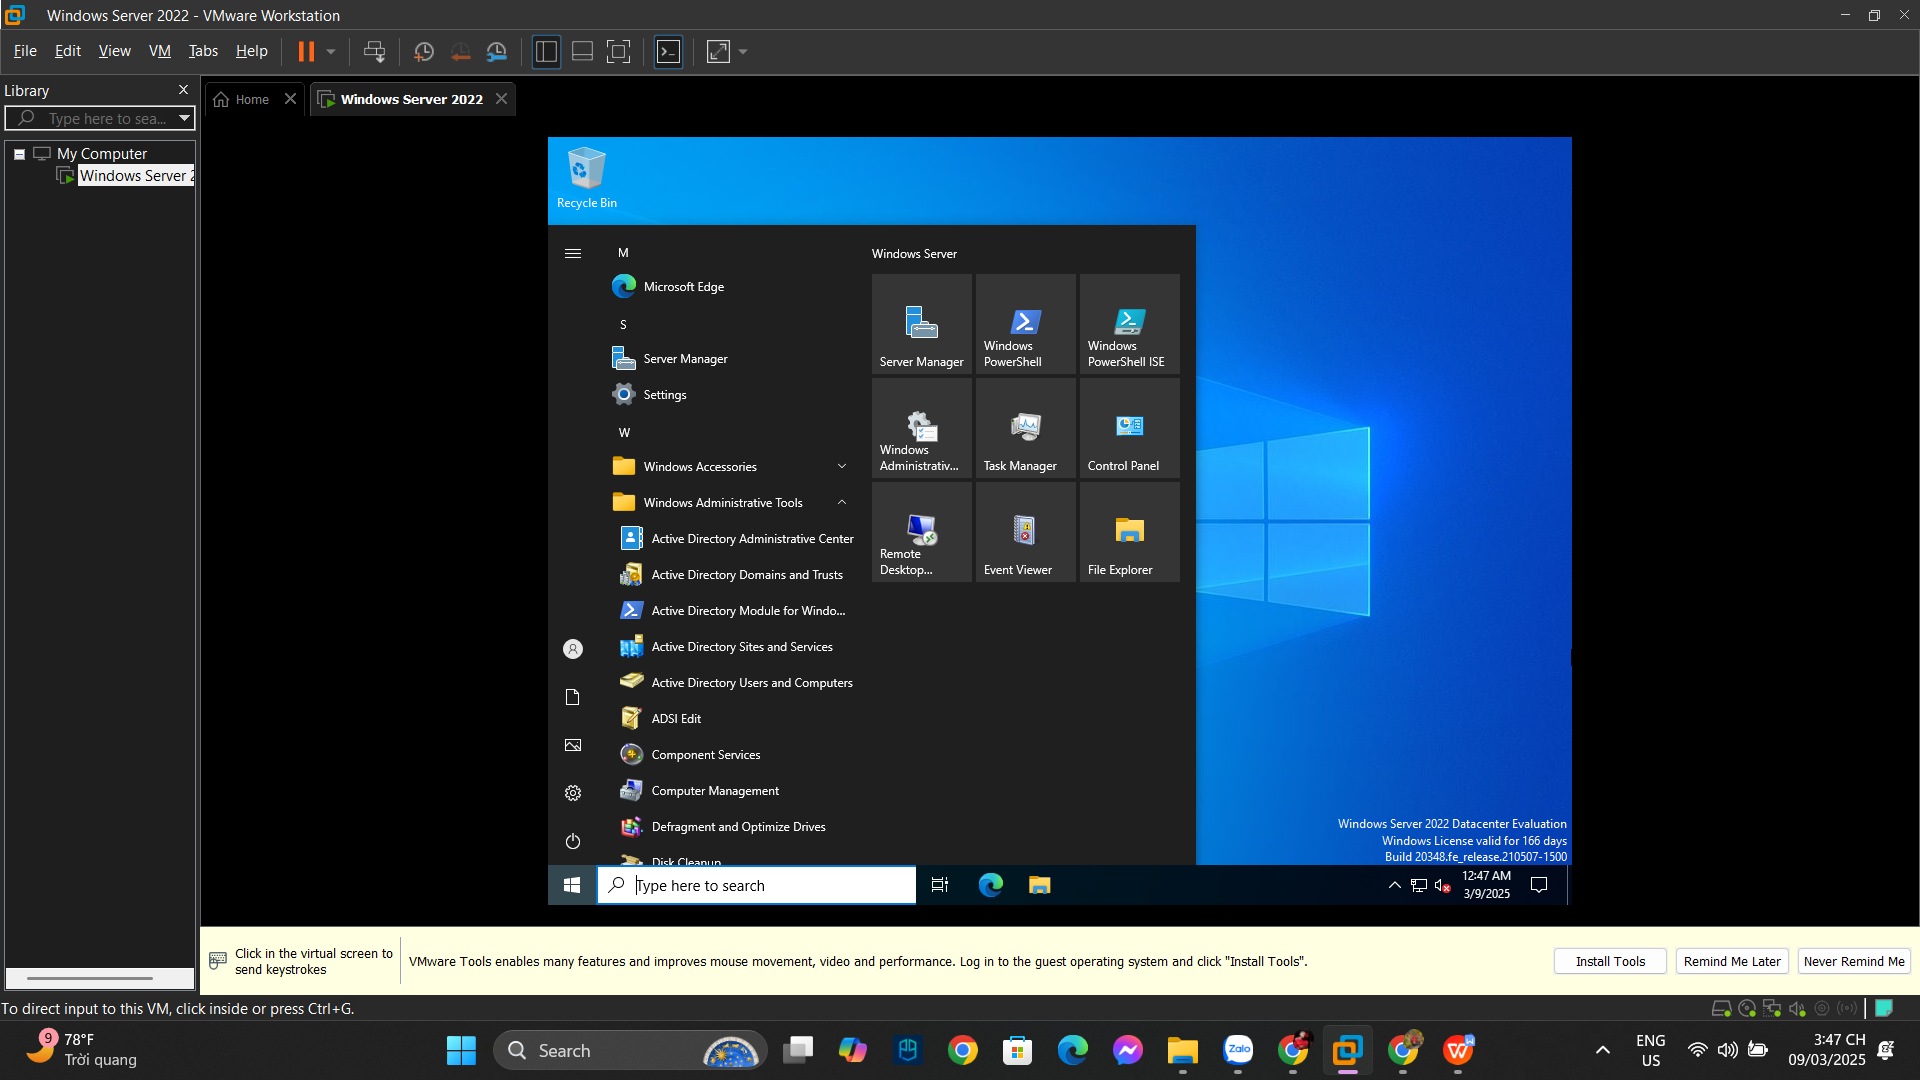 Windows Server 2022 - VMware Workstation
File Edit View VM Tabs Help
Library
Home
Windows Server 2022
Type here to sea...
My Computer
Windows Server 2
Recycle Bin
M
Microsoft Edge
S
Server Manager
Settings
W
Windows Accessories
Windows Administrative Tools
Active Directory Administrative Center
Active Directory Domains and Trusts
Active Directory Module for Windo...
Active Directory Sites and Services
Active Directory Users and Computers
ADSI Edit
Component Services
Computer Management
Defragment and Optimize Drives
Disk Cleanup
Windows Server
Server Manager
Windows
PowerShell
Windows
PowerShell ISE
Windows
Administrativ...
Task Manager
Control Panel
Remote
Desktop...
Event Viewer
File Explorer
Windows Server 2022 Datacenter Evaluation
Windows License valid for 166 days
Build 20348.fe_release.210507-1500
Type here to search
12:47 AM
3/9/2025
Click in the virtual screen to
send keystrokes
VMware Tools enables many features and improves mouse movement, video and performance. Log in to the guest operating system and click "Install Tools".
Install Tools
Remind Me Later
Never Remind Me
To direct input to this VM, click inside or press Ctrl+G.
9
78°F
Trời quang
Search
Zalo
ENG
US
3:47 CH
09/03/2025